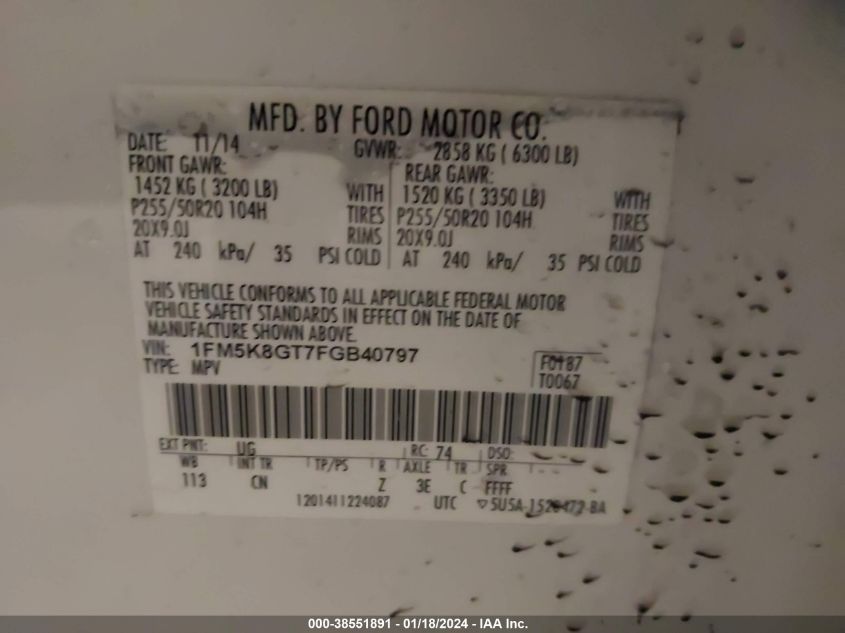 MFD. BY FORD MOTOR CO.
DATE: 11/14 GVWR: 2858 KG ( 6300 LB)
FRONT GAWR: REAR GAWR:
1452 KG ( 3200 LB) WITH 1520 KG ( 3350 LB) WITH
P255/50R20 104H TIRES P255/50R20 104H TIRES
20X9.0J RIMS 20X9.0J RIMS
AT 240 kPa/ 35 PSI COLD AT 240 kPa/ 35 PSI COLD
THIS VEHICLE CONFORMS TO ALL APPLICABLE FEDERAL MOTOR
VEHICLE SAFETY STANDARDS IN EFFECT ON THE DATE OF
MANUFACTURE SHOWN ABOVE.
VIN: 1FM5K8GT7FGB40797
TYPE: MPV
F0187
T0067
EXT PNT: UG RC: 74 DSO:
WB INT TR TP/PS R AXLE TR SPR
113 CN Z 3E C FFFF
1201411224087 UTC ▽5U5A-1520472-BA
000-38551891 - 01/18/2024 - IAA Inc.